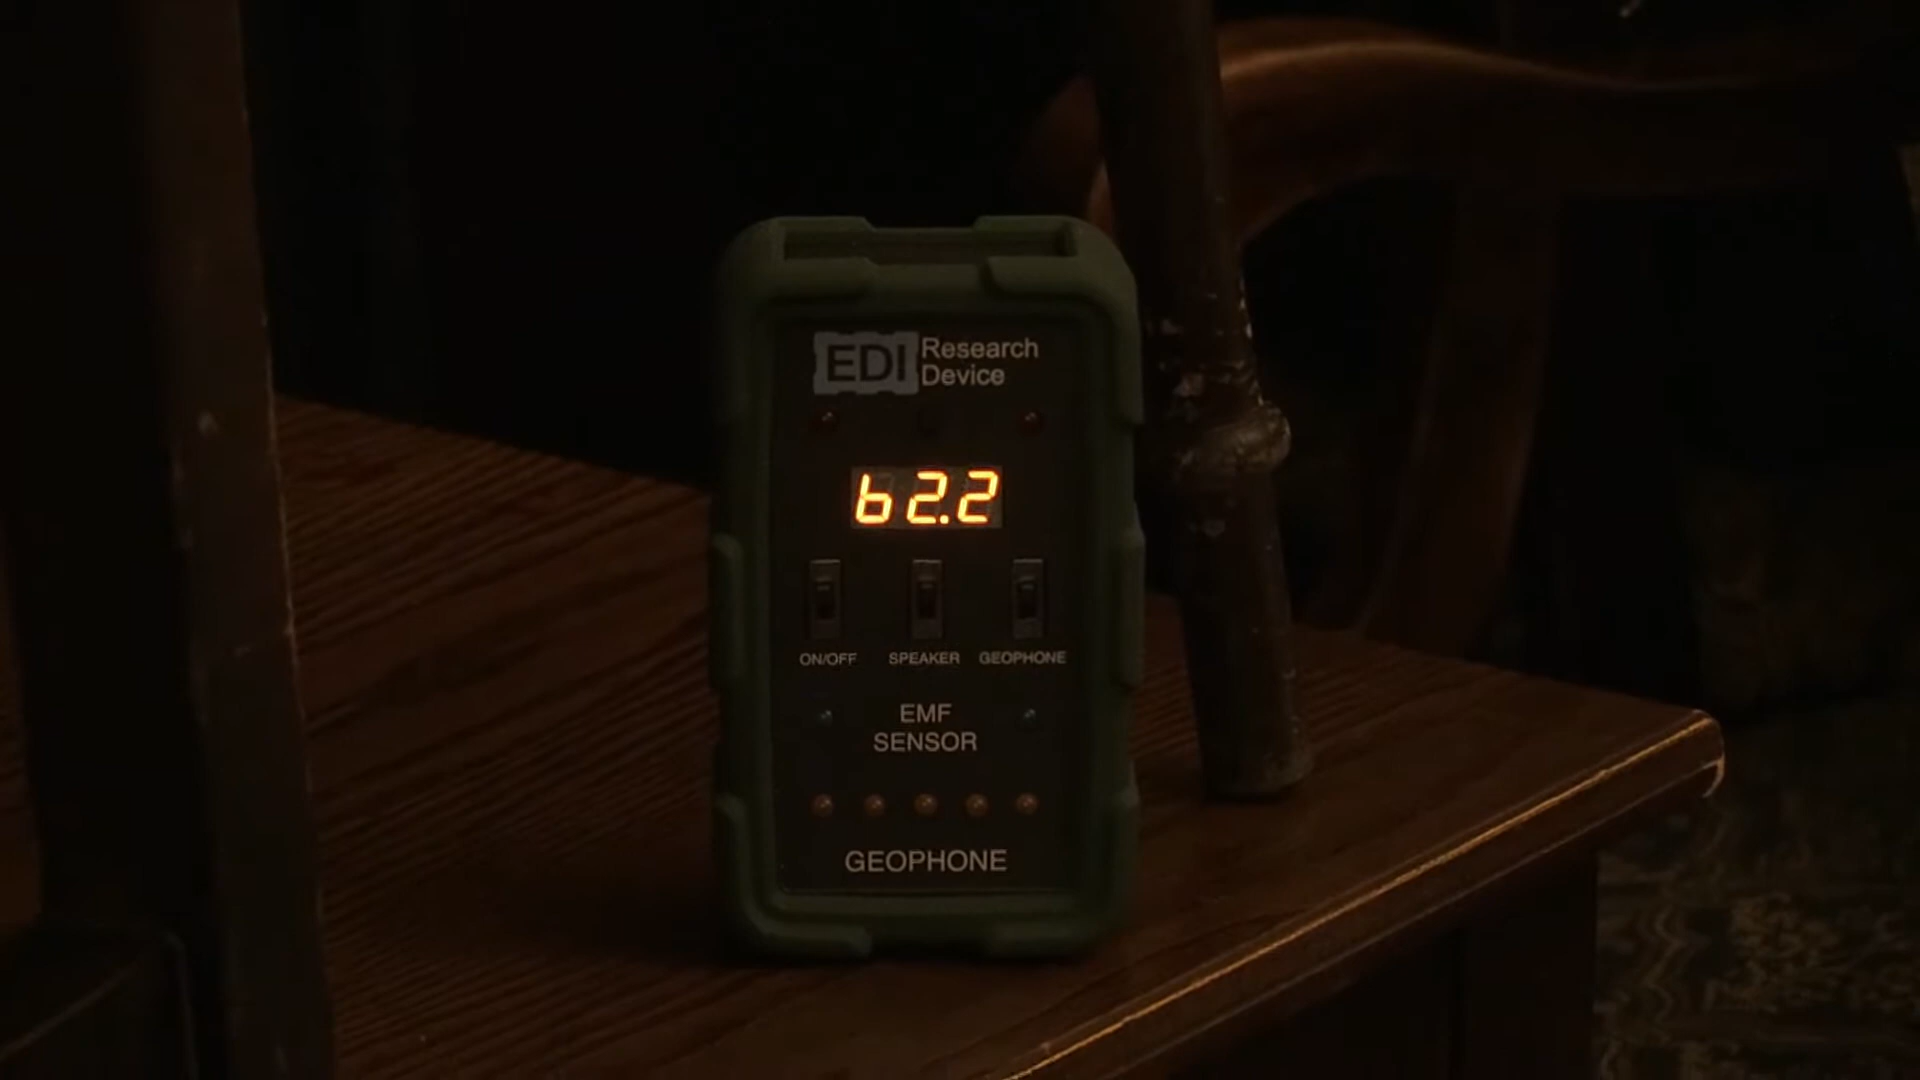 EDI Research
Device
62.2
ON/OFF SPEAKER GEOPHONE
EMF
SENSOR
GEOPHONE